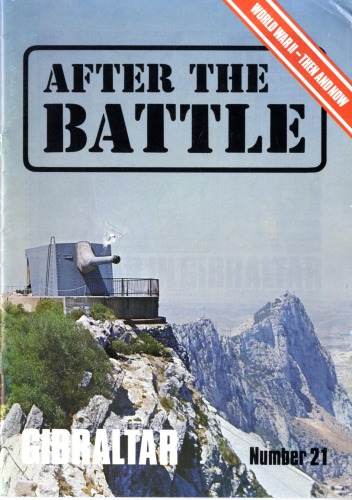 WORLD WAR II - THEN AND NOW
AFTER THE
BATTLE
GIBRALTAR
Number 21